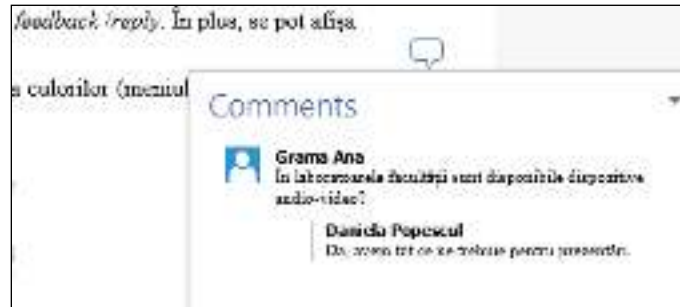 feedback /reply. În plus, se pot afișa
a culorilor (meniul
Comments
Grama Ana
În laboratoarele facultății sunt disponibile dispozitive
audio-video?
Daniela Popescul
Da, avem tot ce ne trebuie pentru prezentări.